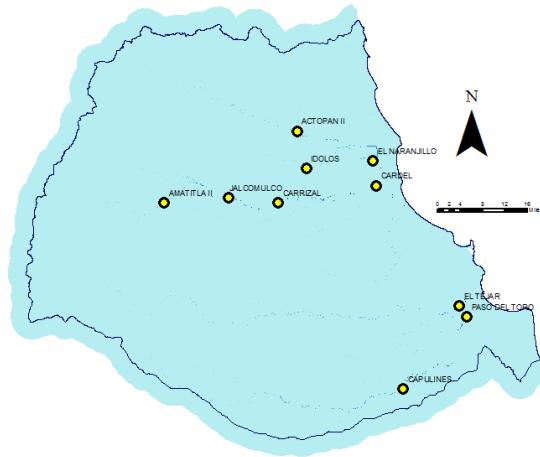 N
ACTOPAN II
EL NARANJILLO
IDOLOS
CARDEL
AMATITLA II
JALCOMULCO
CARRIZAL
0 2 4 8 12 16
EL TEJAR
PASO DEL TORO
CAPULINES